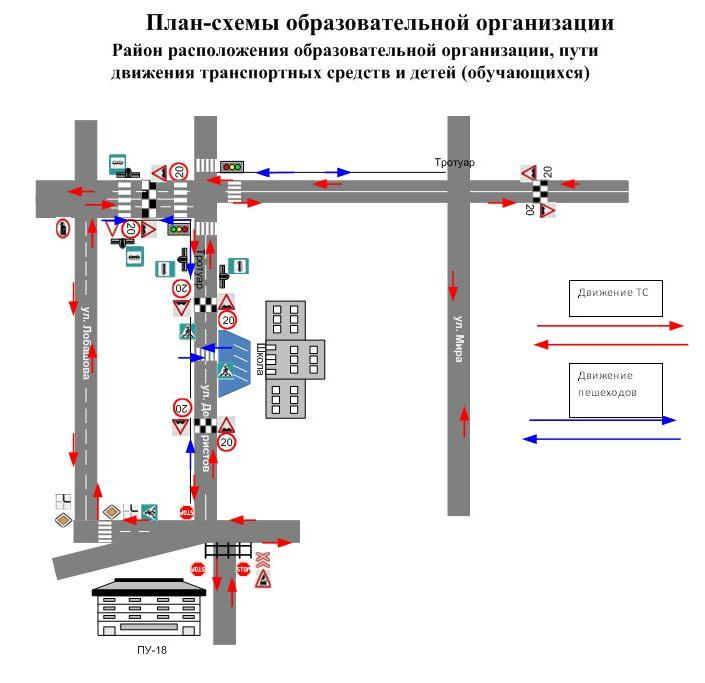 План-схемы образовательной организации
Район расположения образовательной организации, пути
движения транспортных средств и детей (обучающихся)
Тротуар
20
20
20
20
20
Тротуар
20
20
Движение ТС
ул. Лобашова
ул. Мира
Школа
Движение
пешеходов
20
20
STOP
STOP
STOP
ПУ-18